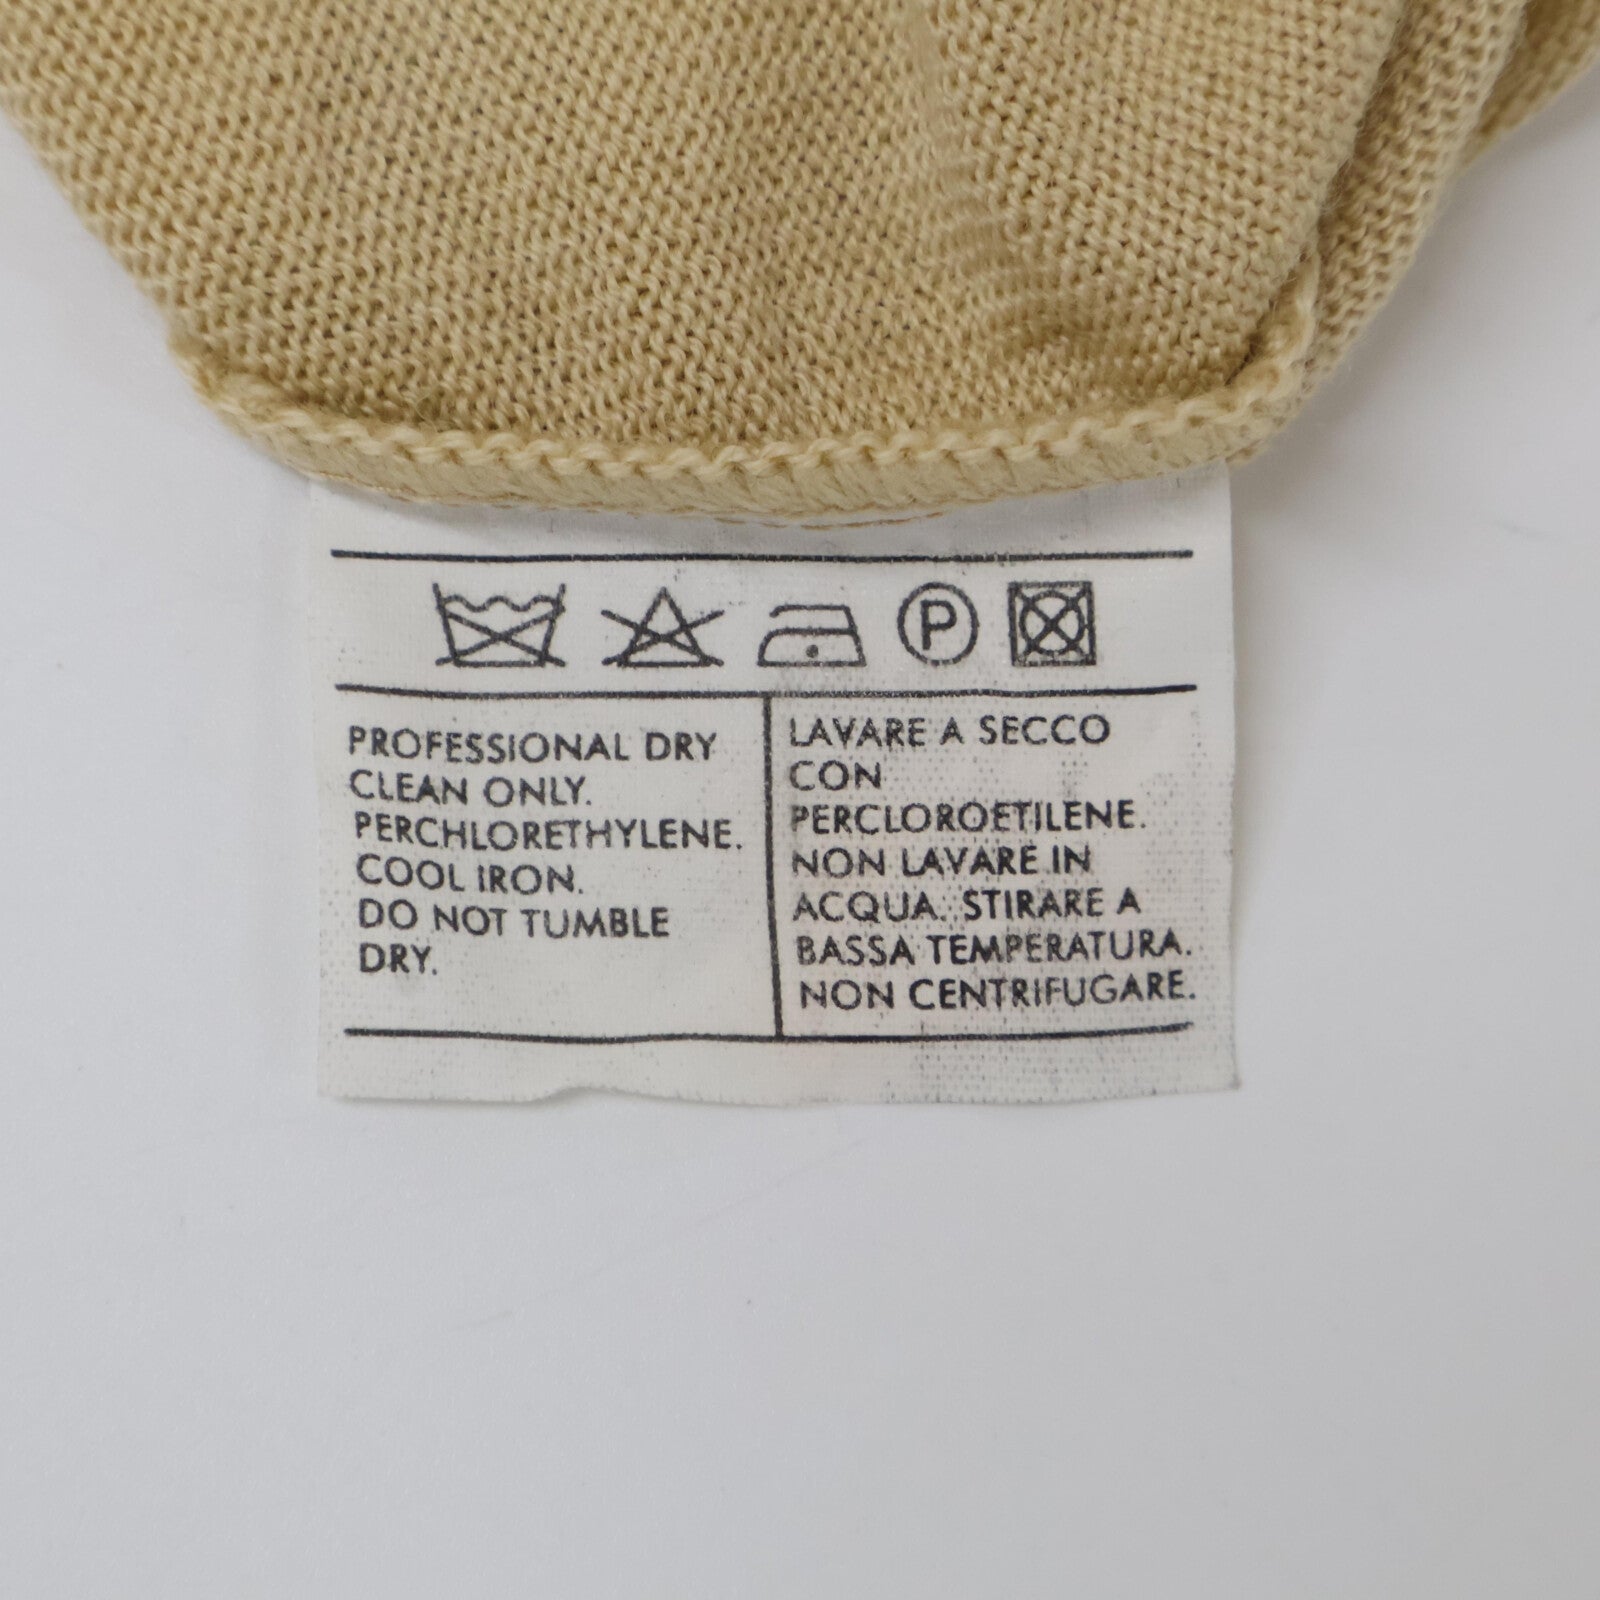 P
PROFESSIONAL DRY
CLEAN ONLY.
PERCHLORETHYLENE.
COOL IRON.
DO NOT TUMBLE
DRY.
LAVARE A SECCO
CON
PERCLOROETILENE.
NON LAVARE IN
ACQUA. STIRARE A
BASSA TEMPERATURA.
NON CENTRIFUGARE.